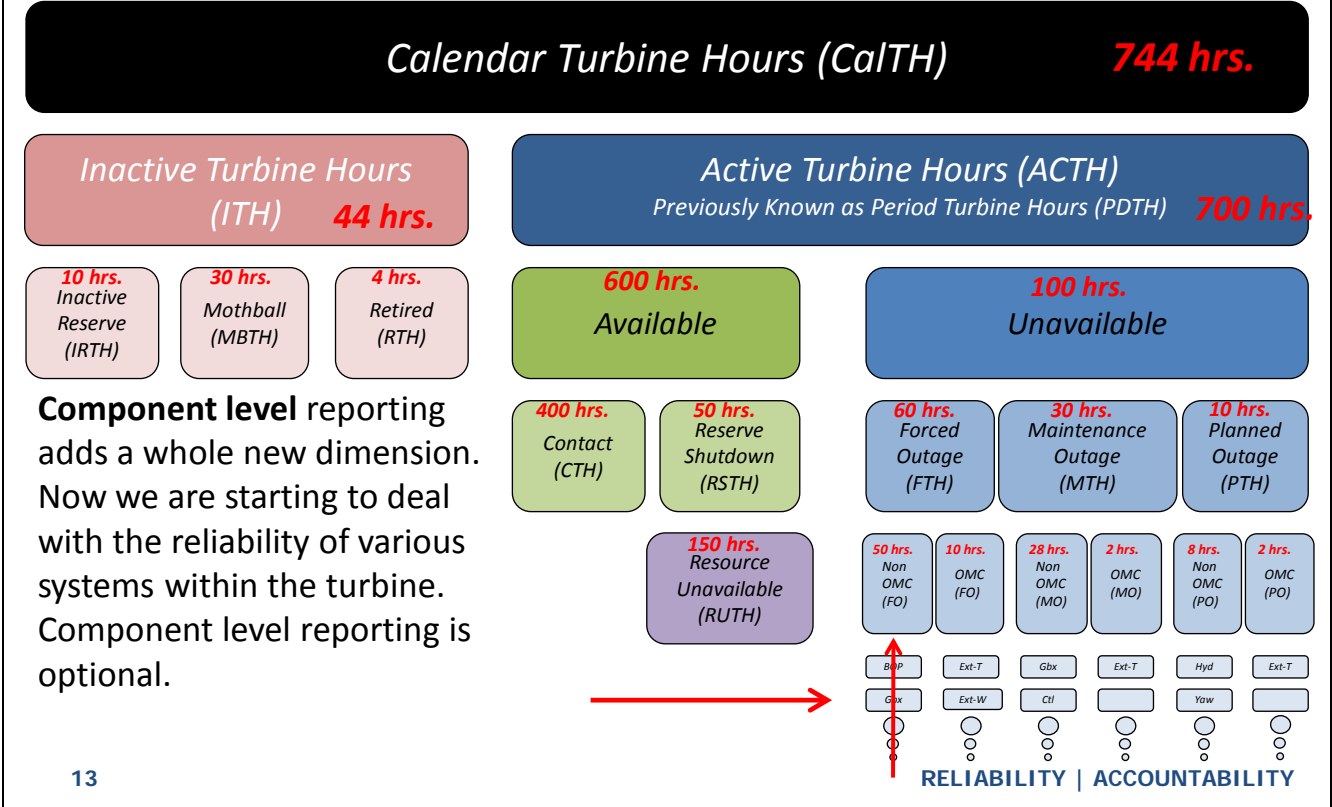 Calendar Turbine Hours (CalTH) 744 hrs.
Inactive Turbine Hours
(ITH) 44 hrs.
Active Turbine Hours (ACTH)
Previously Known as Period Turbine Hours (PDTH) 700 hrs.
10 hrs.
Inactive
Reserve
(IRTH)
30 hrs.
Mothball
(MBTH)
4 hrs.
Retired
(RTH)
600 hrs.
Available
100 hrs.
Unavailable
Component level reporting
adds a whole new dimension.
Now we are starting to deal
with the reliability of various
systems within the turbine.
Component level reporting is
optional.
400 hrs.
Contact
(CTH)
50 hrs.
Reserve
Shutdown
(RSTH)
150 hrs.
Resource
Unavailable
(RUTH)
60 hrs.
Forced
Outage
(FTH)
30 hrs.
Maintenance
Outage
(MTH)
10 hrs.
Planned
Outage
(PTH)
50 hrs.
Non
OMC
(FO)
10 hrs.
OMC
(FO)
28 hrs.
Non
OMC
(MO)
2 hrs.
OMC
(MO)
8 hrs.
Non
OMC
(PO)
2 hrs.
OMC
(PO)
BOP Ext-T Gbx Ext-T Hyd Ext-T
Gbx Ext-W Ctl Yaw
13
RELIABILITY | ACCOUNTABILITY